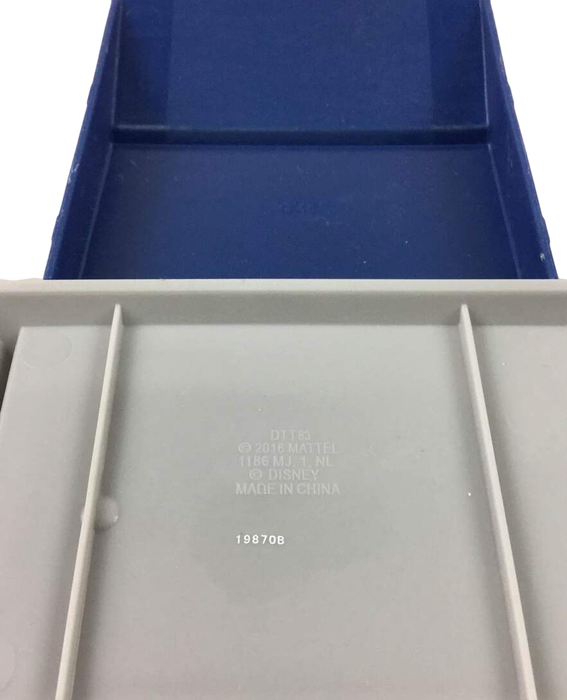 DTT83
© 2016 MATTEL
1186 MJ, 1, NL
© DISNEY
MADE IN CHINA
19870B